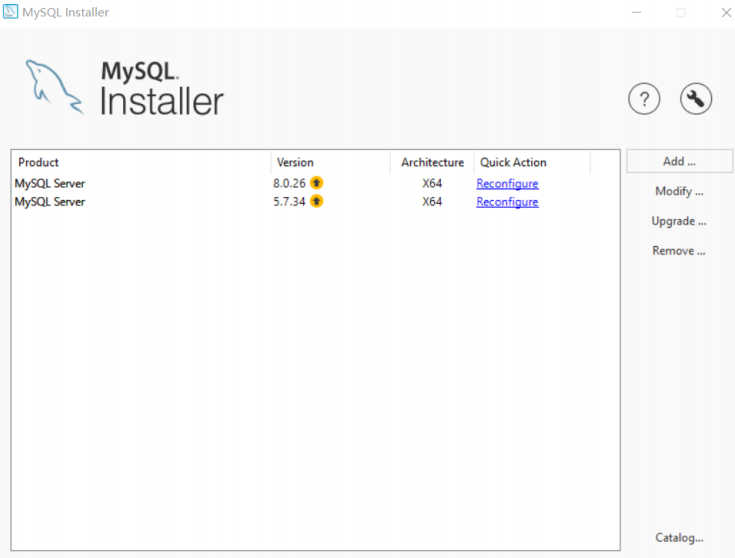 MySQL Installer
MySQL.
Installer
?
Product Version Architecture Quick Action
MySQL Server 8.0.26 X64 Reconfigure
MySQL Server 5.7.34 X64 Reconfigure
Add ...
Modify ...
Upgrade ...
Remove ...
Catalog...